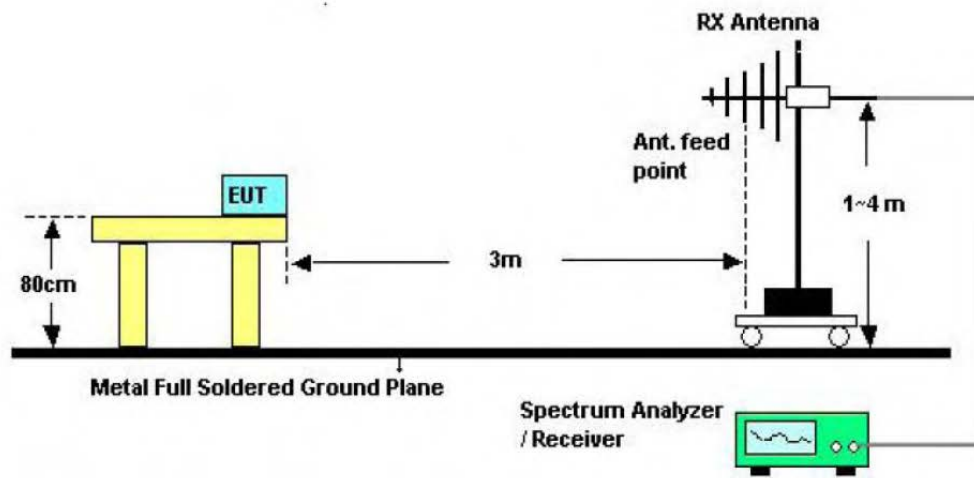 RX Antenna
Ant. feed
point
EUT
1~4 m
3m
80cm
Metal Full Soldered Ground Plane
Spectrum Analyzer
/ Receiver